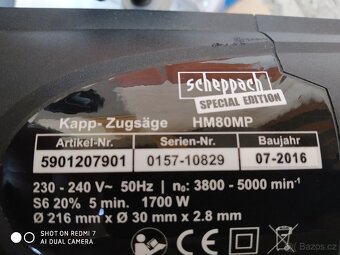 scheppach
SPECIAL EDITION
Kapp- Zugsäge HM80MP
Artikel-Nr. Serien-Nr. Baujahr
5901207901 0157-10829 07-2016
230 - 240 V~ 50Hz | n₀: 3800 - 5000 min⁻¹
S6 20% 5 min. 1700 W
Ø 216 mm x Ø 30 mm x 2.8 mm
SHOT ON REDMI 7
AI DUAL CAMERA
Bazoš.cz